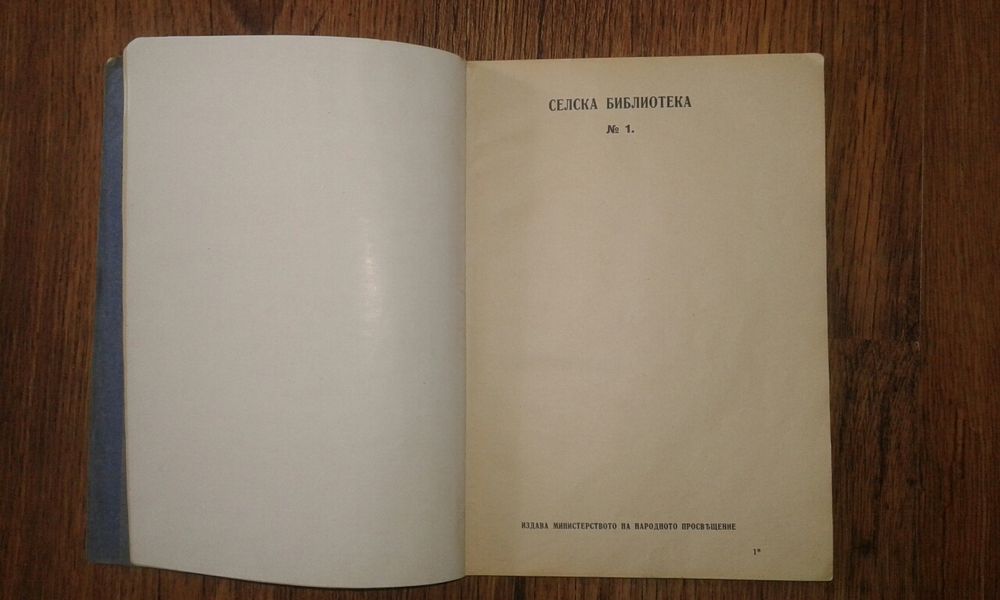 СЕЛСКА БИБЛИОТЕКА
№ 1.
ИЗДАВА МИНИСТЕРСТВОТО НА НАРОДНОТО ПРОСВѢЩЕНИЕ
1*